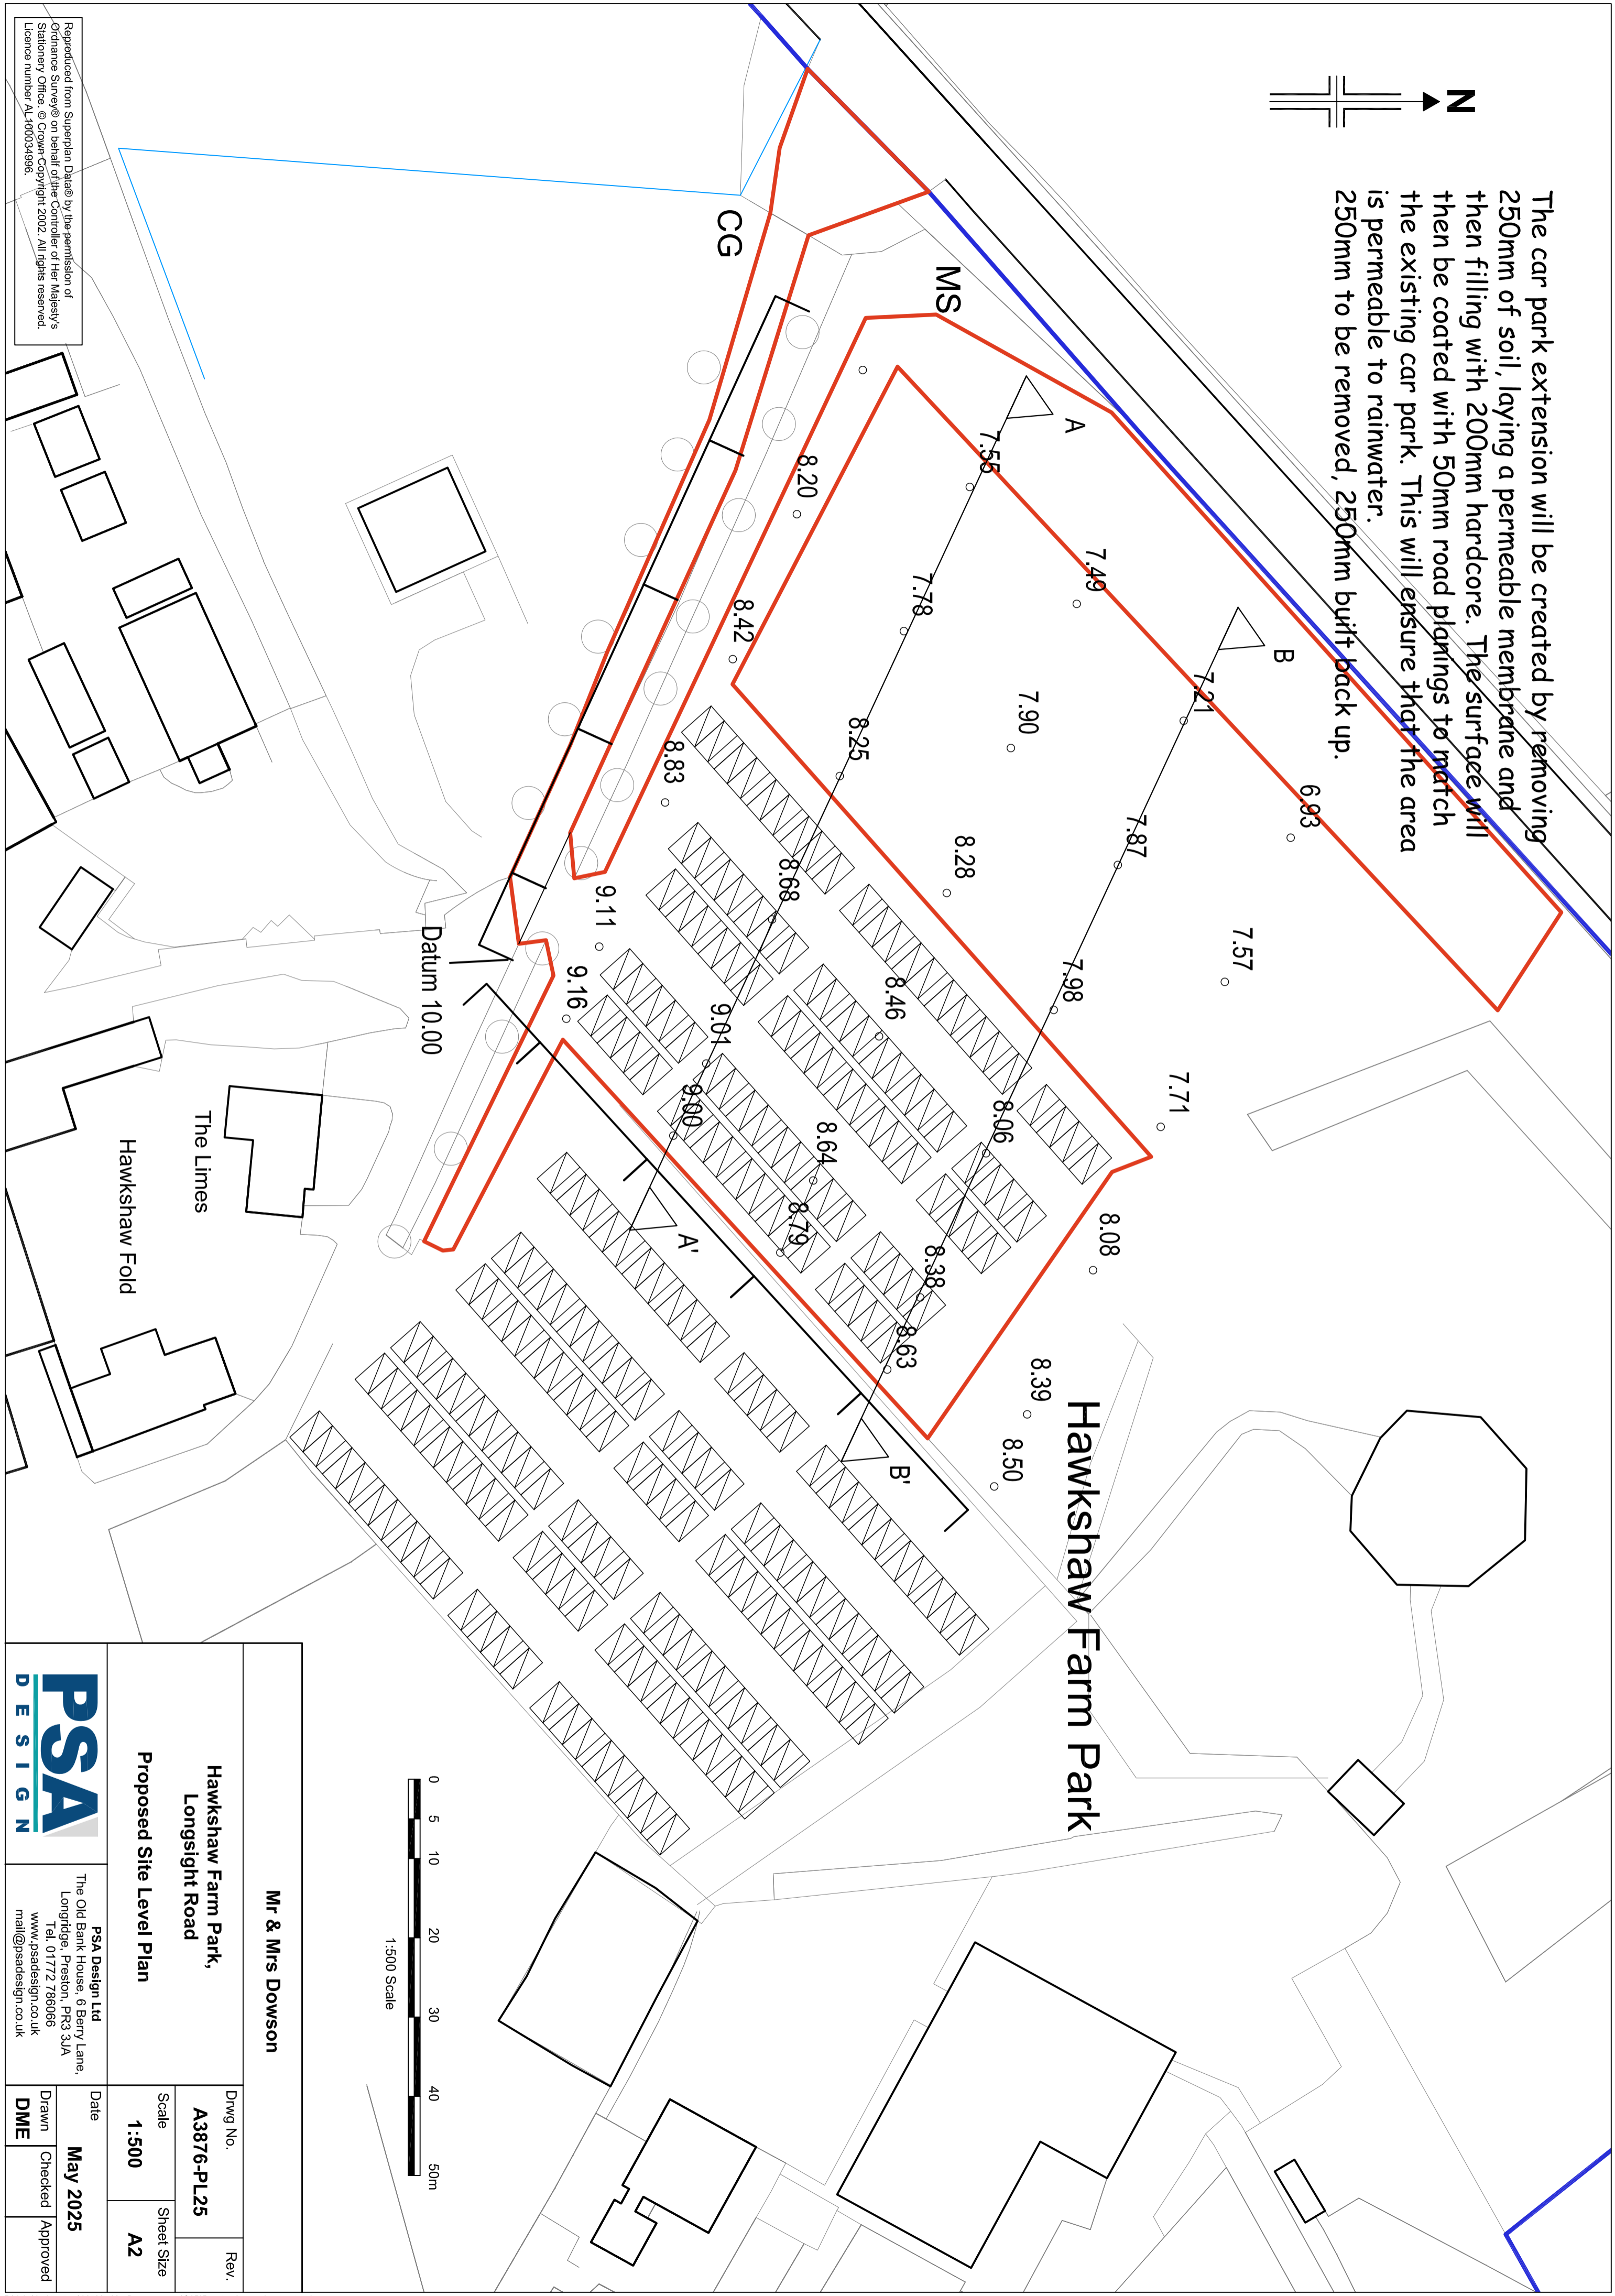 N
The car park extension will be created by removing
250mm of soil, laying a permeable membrane and
then filling with 200mm hardcore. The surface will
then be coated with 50mm road planings to match
the existing car park. This will ensure that the area
is permeable to rainwater.
250mm to be removed, 250mm built back up.
MS
CG
A
B
7.55
7.49
7.21
6.93
8.20
7.78
7.90
7.87
7.57
8.42
8.25
8.28
7.98
7.71
8.83
8.68
8.46
8.06
8.08
9.11
9.01
8.64
8.38
8.39
9.16
9.00
8.79
8.63
8.50
A'
B'
Datum 10.00
Hawkshaw Farm Park
The Limes
Hawkshaw Fold
0
5
10
20
30
40
50m
1:500 Scale
Reproduced from Superplan Data® by the permission of
Ordnance Survey® on behalf of the Controller of Her Majesty's
Stationery Office. © Crown Copyright 2002. All rights reserved.
Licence number AL100034996.
Mr & Mrs Dowson
Hawkshaw Farm Park,
Longsight Road
Drwg No.
A3876-PL25
Rev.
Proposed Site Level Plan
Scale
1:500
Sheet Size
A2
PSA
DESIGN
PSA Design Ltd
The Old Bank House, 6 Berry Lane,
Longridge, Preston, PR3 3JA
Tel. 01772 786066
www.psadesign.co.uk
mail@psadesign.co.uk
Date
May 2025
Drawn
DME
Checked
Approved